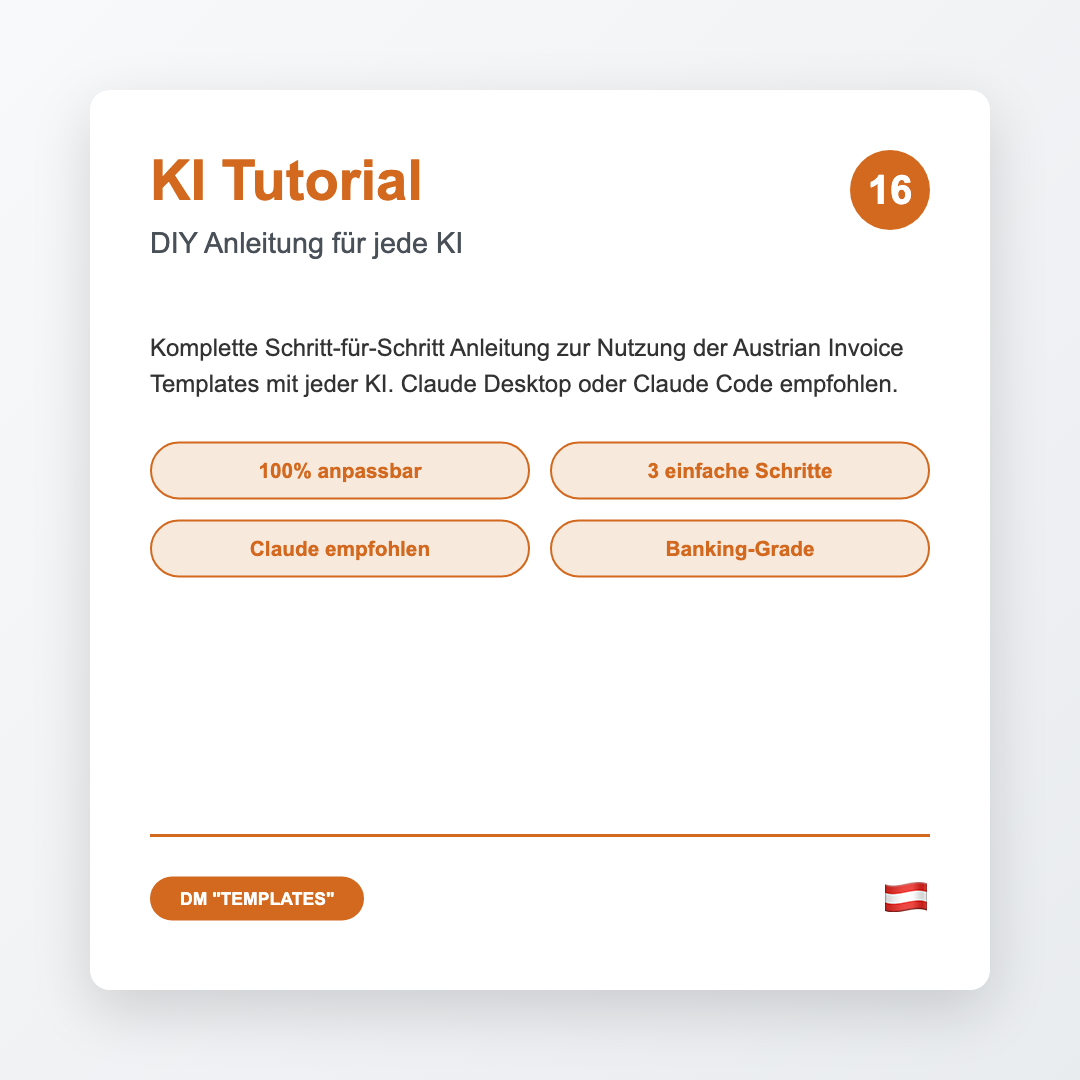 KI Tutorial
16
DIY Anleitung für jede KI
Komplette Schritt-für-Schritt Anleitung zur Nutzung der Austrian Invoice
Templates mit jeder KI. Claude Desktop oder Claude Code empfohlen.
100% anpassbar
3 einfache Schritte
Claude empfohlen
Banking-Grade
DM "TEMPLATES"